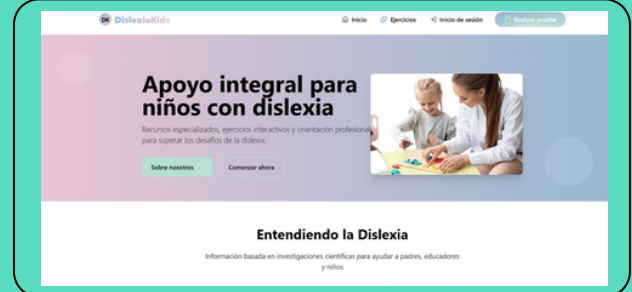 DK DislexiaKids
Inicio Ejercicios Inicio de sesión Realizar prueba
Apoyo integral para
niños con dislexia
Recursos especializados, ejercicios interactivos y orientación profesional
para superar los desafíos de la dislexia.
Sobre nosotros Comenzar ahora
Entendiendo la Dislexia
Información basada en investigaciones científicas para ayudar a padres, educadores
y niños